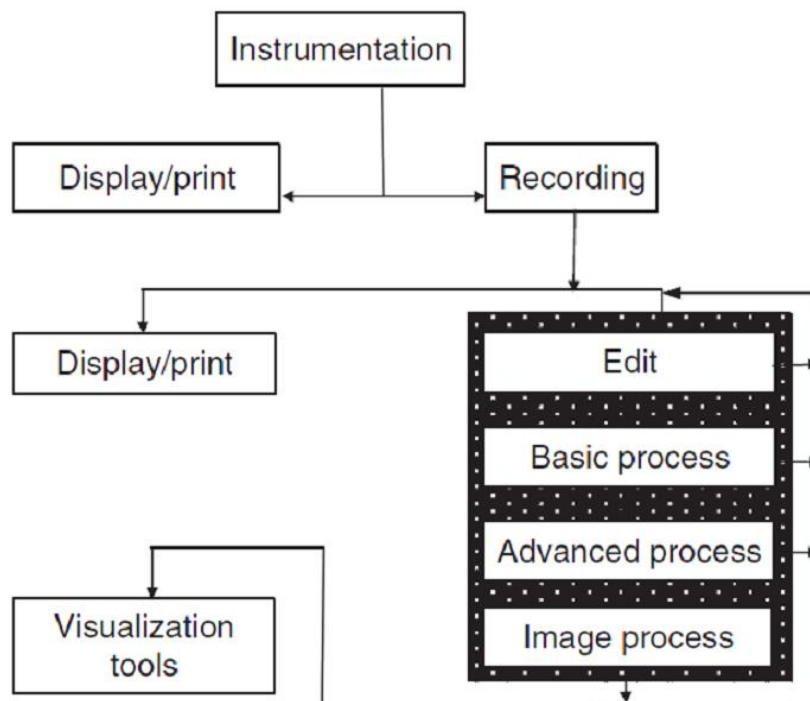 Instrumentation
Display/print
Recording
Display/print
Edit
Basic process
Advanced process
Image process
Visualization
tools